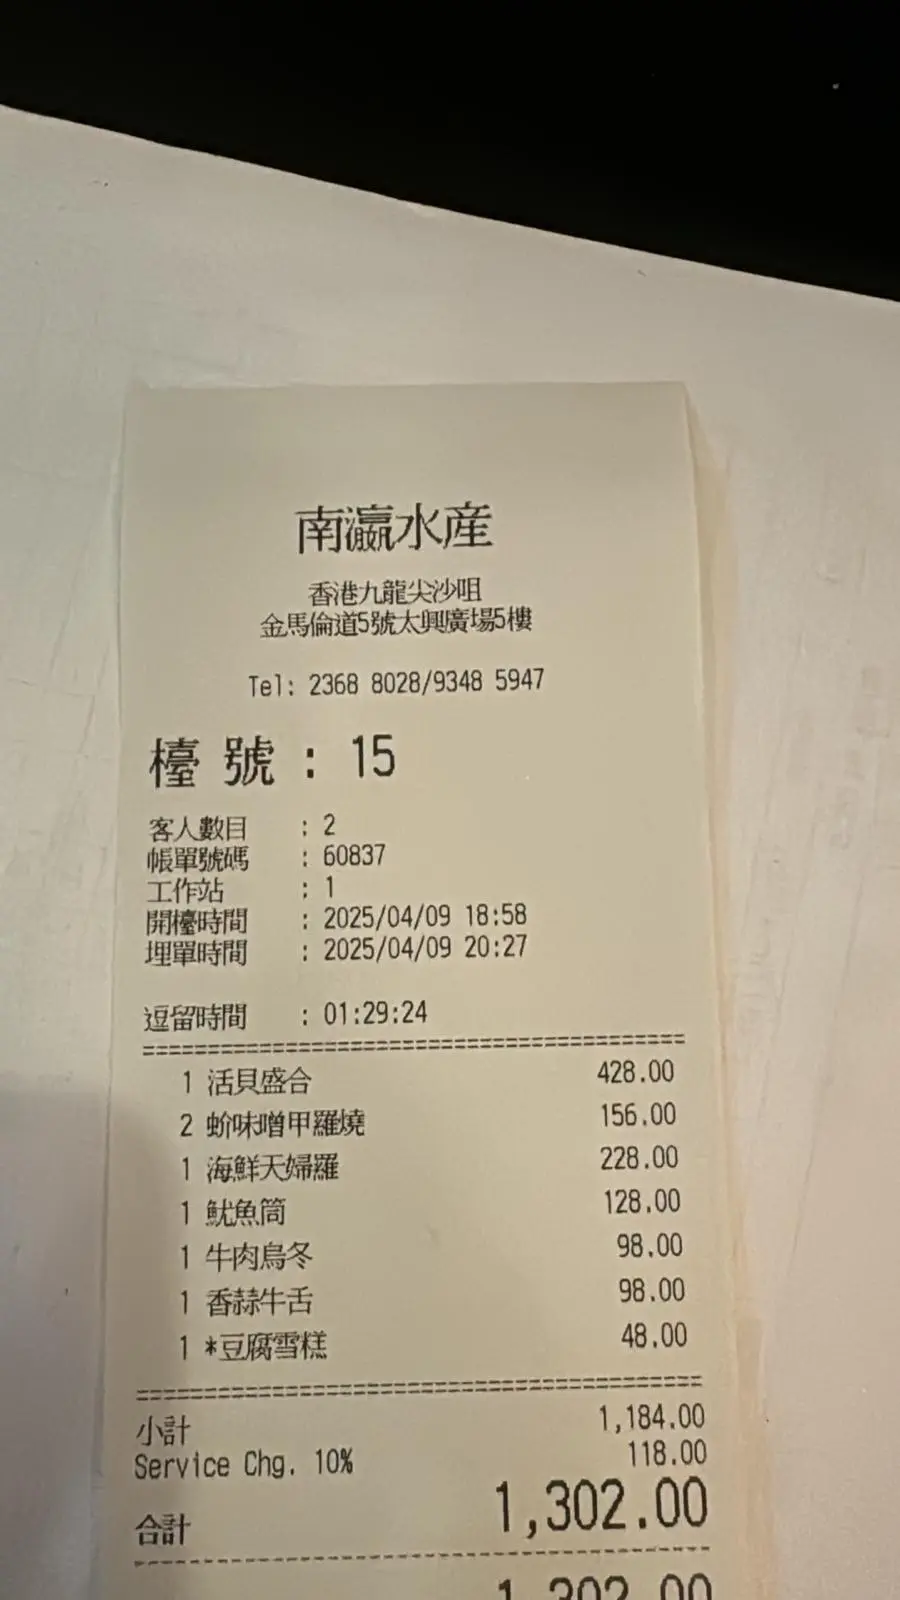 南瀛水産
香港九龍尖沙咀
金馬倫道5號太興廣場5樓
Tel: 2368 8028/9348 5947
檯 號 : 15
客人數目 : 2
帳單號碼 : 60837
工作站 : 1
開檯時間 : 2025/04/09 18:58
埋單時間 : 2025/04/09 20:27
逗留時間 : 01:29:24
==========================================
1 活貝盛合 428.00
2 蚧味噌甲羅燒 156.00
1 海鮮天婦羅 228.00
1 魷魚筒 128.00
1 牛肉烏冬 98.00
1 香蒜牛舌 98.00
1 *豆腐雪糕 48.00
==========================================
小計 1,184.00
Service Chg. 10% 118.00
合計 1,302.00
------------------------------------------
1,302.00